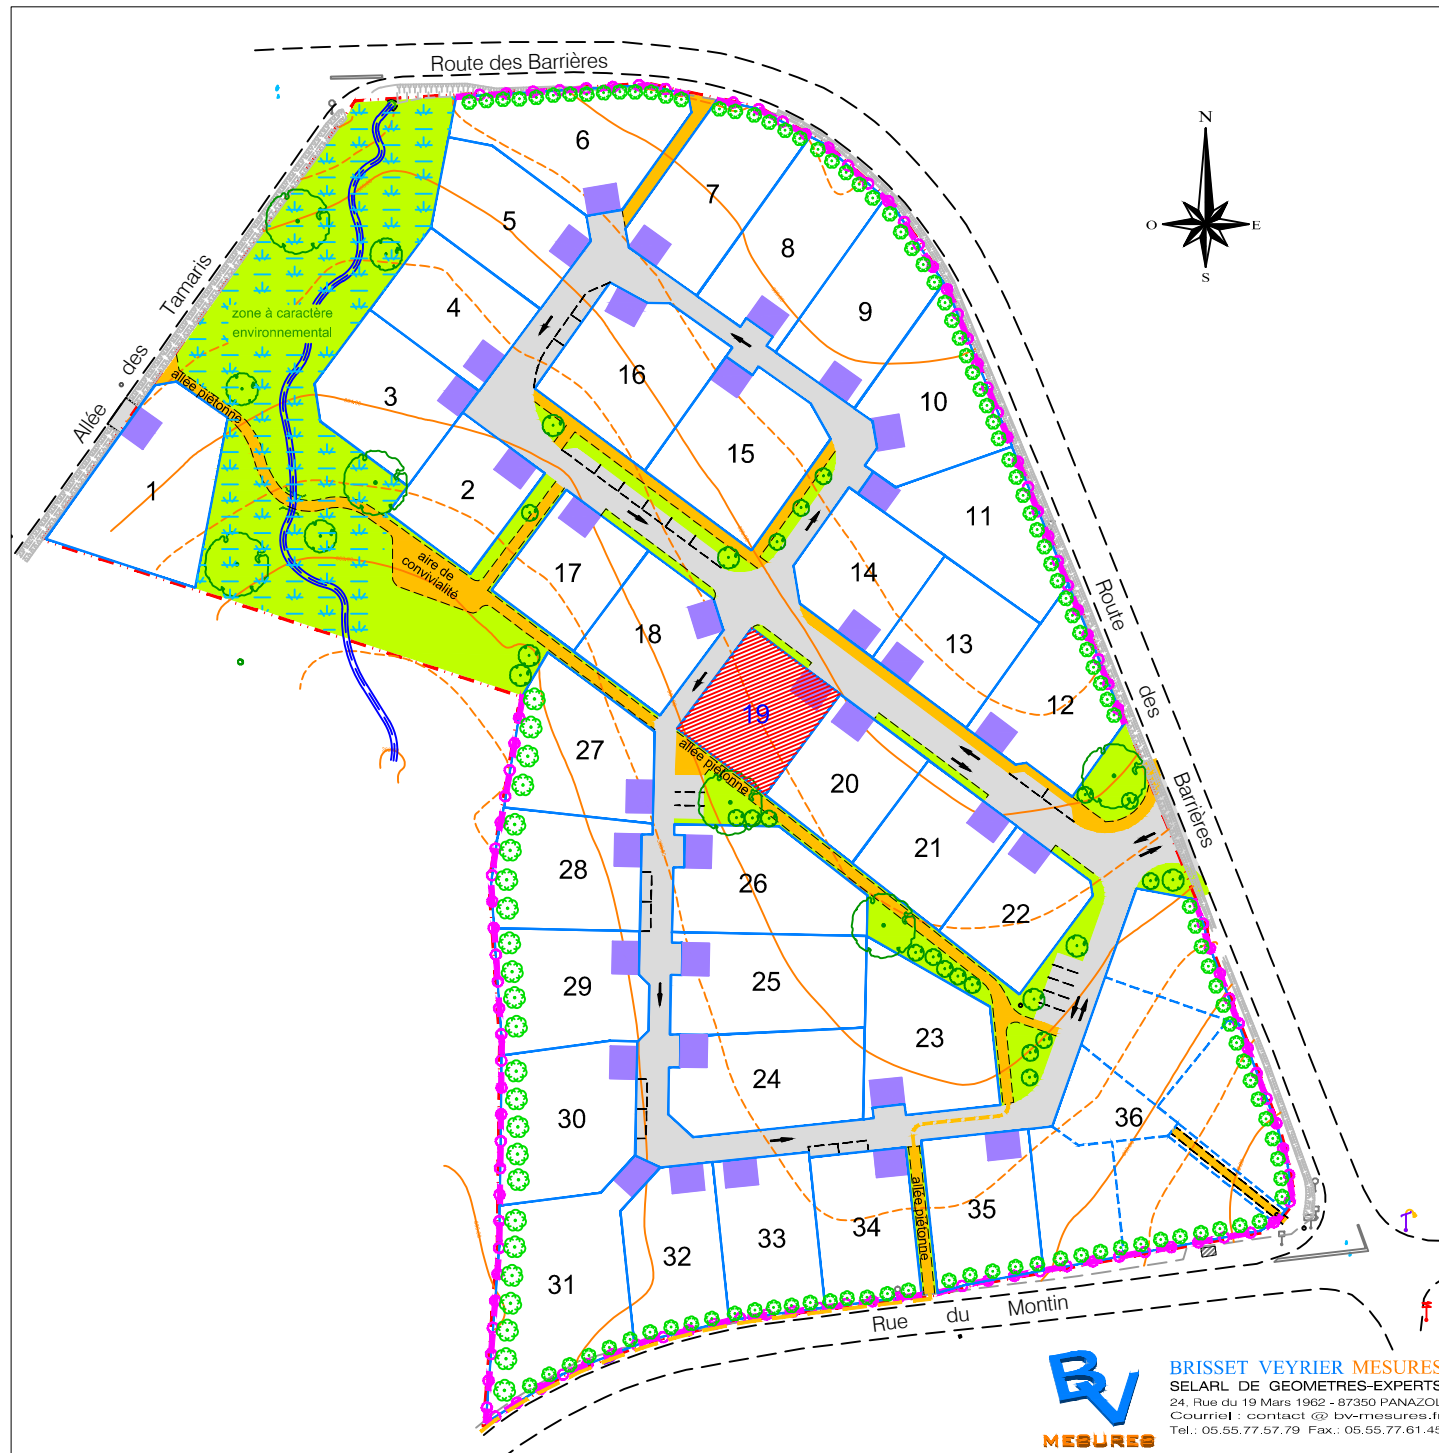 Route des Barrières
N
O
E
S
Allée des Tamaris
zone à caractère
environnemental
allée piétonne
aire de
convivialité
1
2
3
4
5
6
7
8
9
10
11
12
13
14
15
16
17
18
19
allée piétonne
20
21
22
23
24
25
26
27
28
29
30
31
32
33
34
allée piétonne
35
36
Route des Barrières
Rue du Montin
BV
MESURES
BRISSET VEYRIER MESURES
SELARL DE GEOMETRES-EXPERTS
24, Rue du 19 Mars 1962 - 87350 PANAZOL
Courriel : contact @ bv-mesures.fr
Tel.: 05.55.77.57.79 Fax.: 05.55.77.61.45